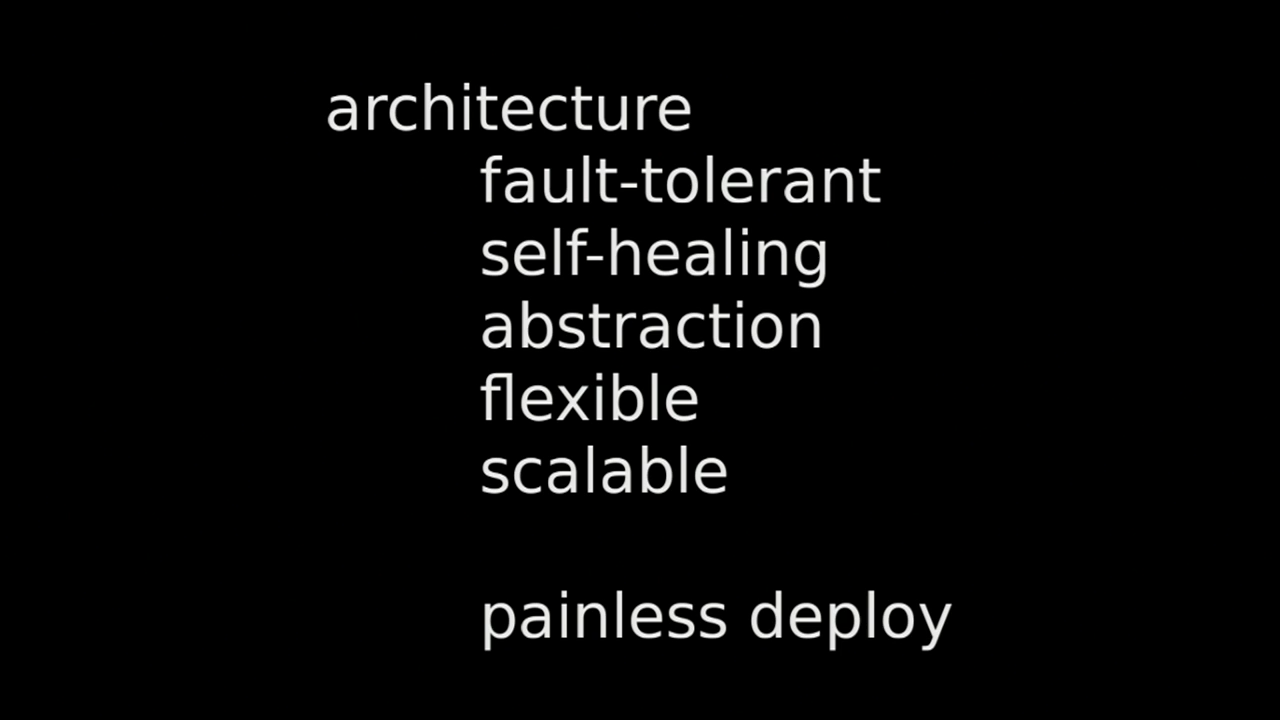 architecture
fault-tolerant
self-healing
abstraction
flexible
scalable
painless deploy